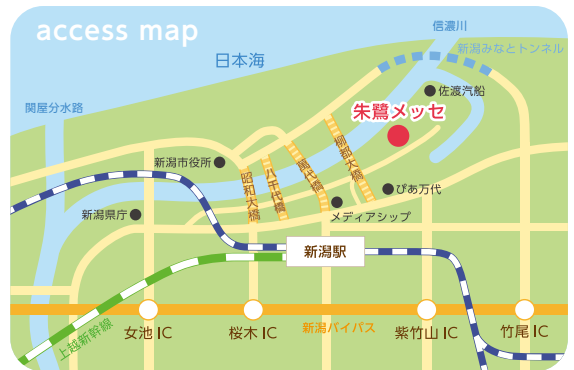 access map
信濃川
新潟みなとトンネル
日本海
佐渡汽船
関屋分水路
朱鷺メッセ
柳都大橋
萬代橋
新潟市役所
八千代橋
昭和大橋
ぴあ万代
新潟県庁
メディアシップ
新潟駅
上越新幹線
女池 IC
桜木 IC
新潟バイパス
紫竹山 IC
竹尾 IC